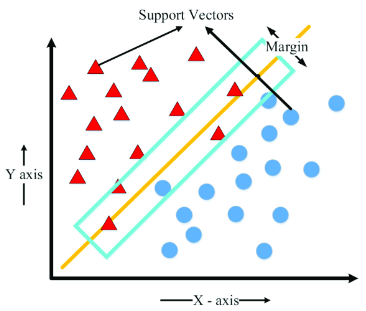 Support Vectors
Margin
Y axis
X - axis